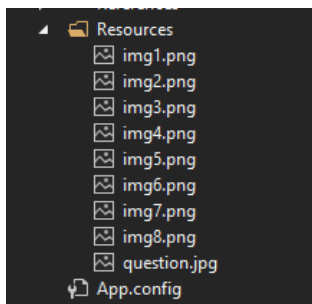 Resources
img1.png
img2.png
img3.png
img4.png
img5.png
img6.png
img7.png
img8.png
question.jpg
App.config